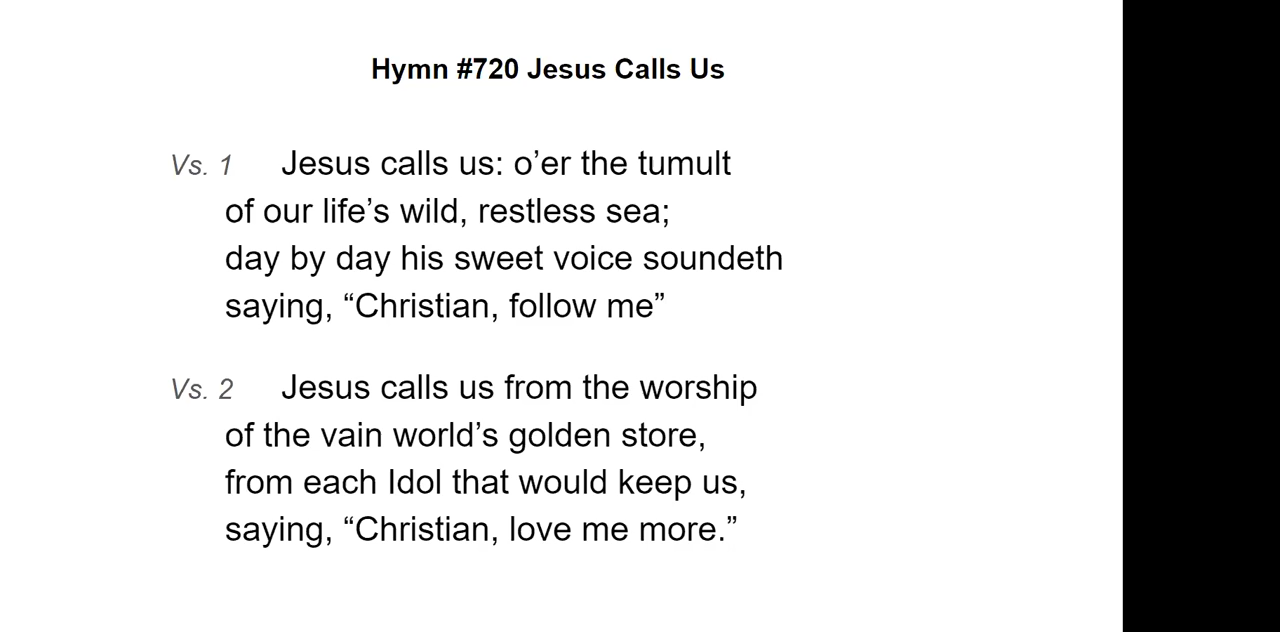 Hymn #720 Jesus Calls Us
Vs. 1 Jesus calls us: o’er the tumult
of our life’s wild, restless sea;
day by day his sweet voice soundeth
saying, “Christian, follow me”
Vs. 2 Jesus calls us from the worship
of the vain world’s golden store,
from each Idol that would keep us,
saying, “Christian, love me more.”